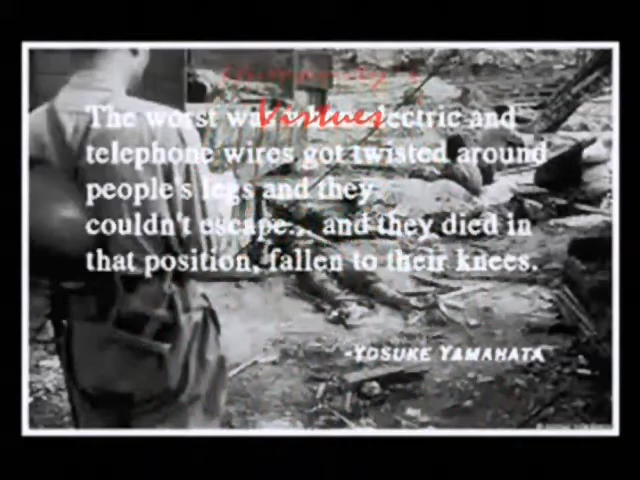 Virtues
The worst w electric and
telephone wires got twisted around
people's legs and they
couldn't escape... and they died in
that position, fallen to their knees.
-YOSUKE YAMAHATA